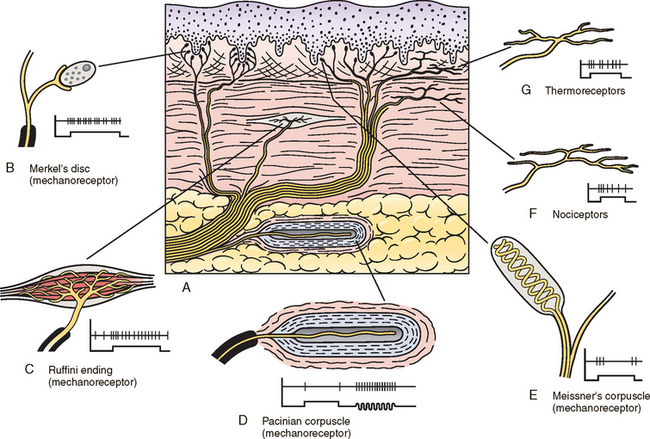 A
B
Merkel's disc
(mechanoreceptor)
C
Ruffini ending
(mechanoreceptor)
D
Pacinian corpuscle
(mechanoreceptor)
E
Meissner's corpuscle
(mechanoreceptor)
F
Nociceptors
G
Thermoreceptors